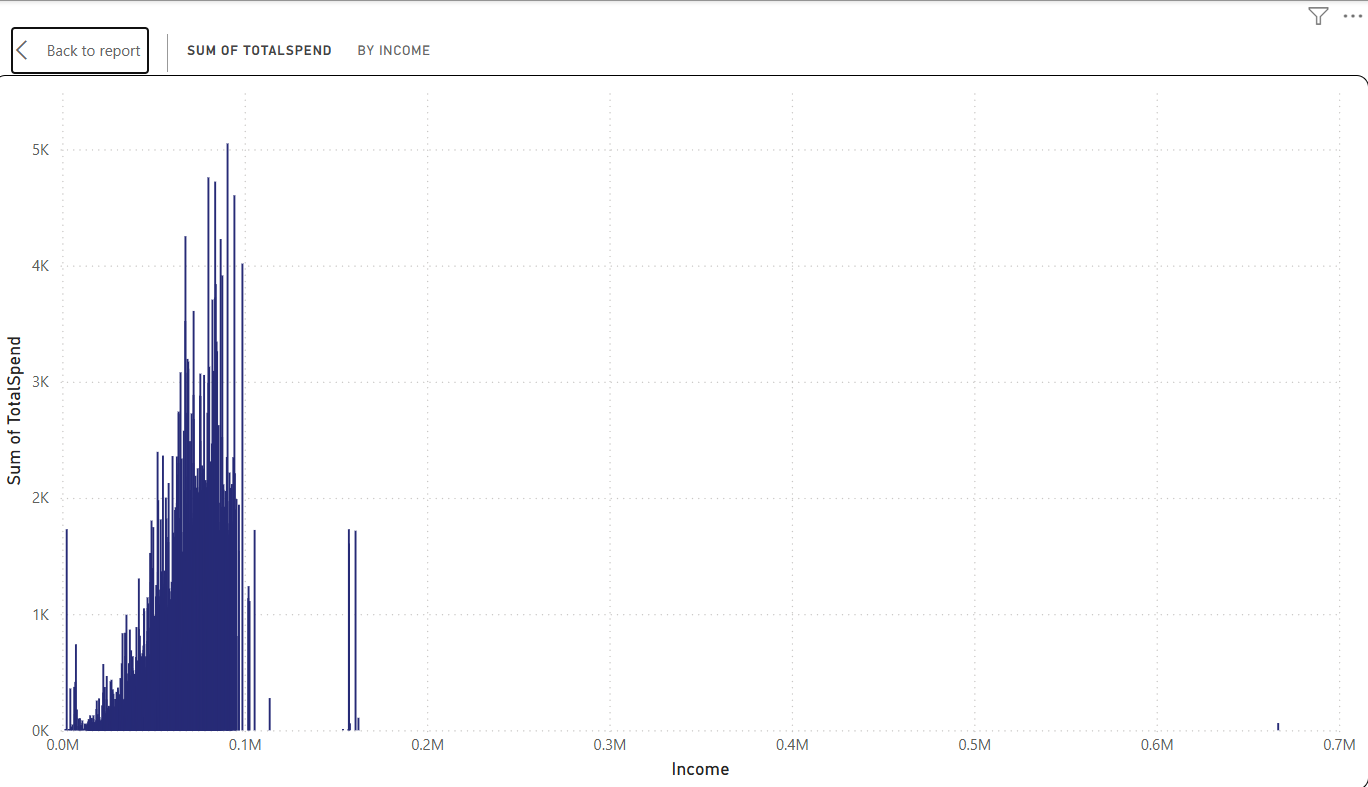 Back to report
SUM OF TOTALSPEND BY INCOME
5K
4K
3K
2K
1K
0K
Sum of TotalSpend
0.0M 0.1M 0.2M 0.3M 0.4M 0.5M 0.6M 0.7M
Income